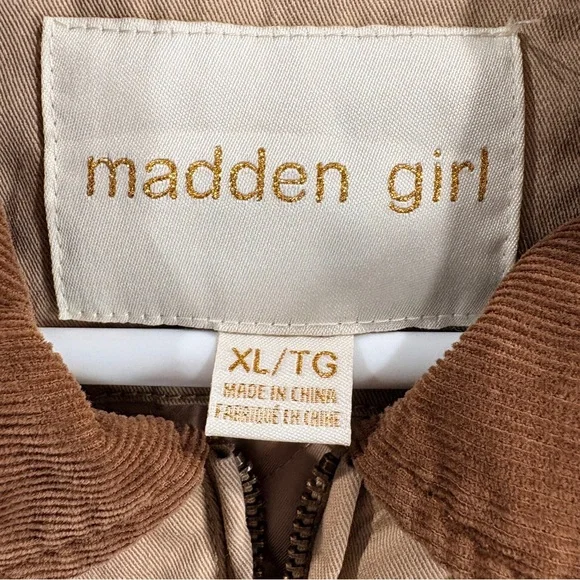 madden girl
XL/TG
MADE IN CHINA
FABRIQUÉ EN CHINE